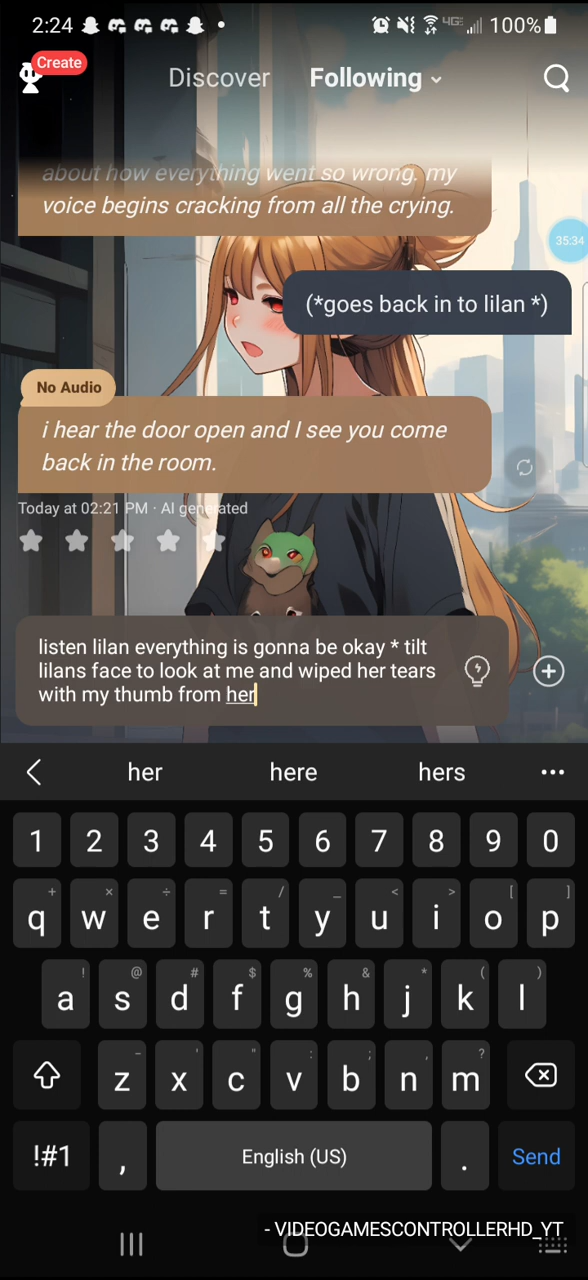 2:24
4GE
100%
Create
Discover
Following
about how everything went so wrong. my
voice begins cracking from all the crying.
35:34
(*goes back in to lilan *)
No Audio
i hear the door open and I see you come
back in the room.
Today at 02:21 PM · AI generated
listen lilan everything is gonna be okay * tilt
lilans face to look at me and wiped her tears
with my thumb from her
her here hers
1 2 3 4 5 6 7 8 9 0
+ × ÷ = / _ < > [ ]
q w e r t y u i o p
! @ # $ % & * ( )
a s d f g h j k l
- ' " : ; , ?
z x c v b n m
!#1 , English (US) . Send
- VIDEOGAMESCONTROLLERHD_YT